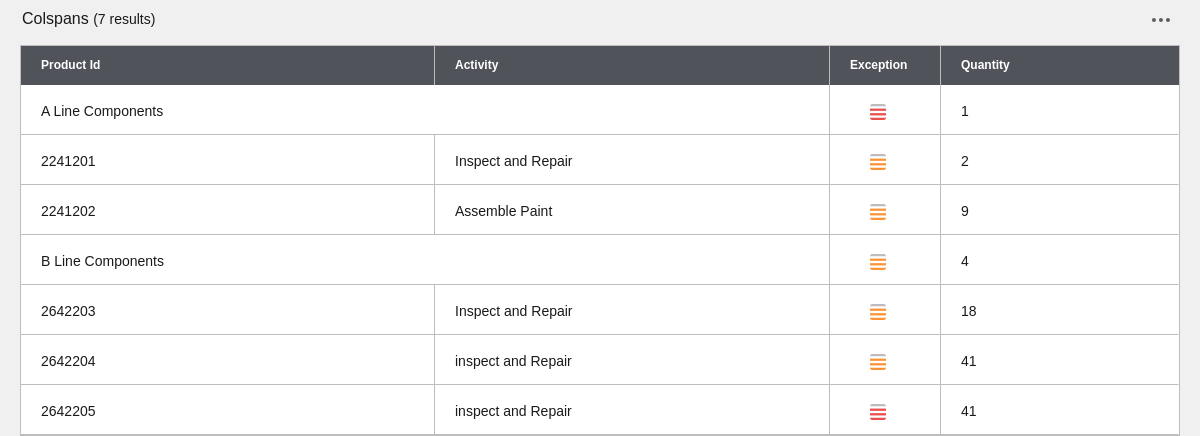 Colspans (7 results)
Product Id Activity Exception Quantity
A Line Components 1
2241201 Inspect and Repair 2
2241202 Assemble Paint 9
B Line Components 4
2642203 Inspect and Repair 18
2642204 inspect and Repair 41
2642205 inspect and Repair 41